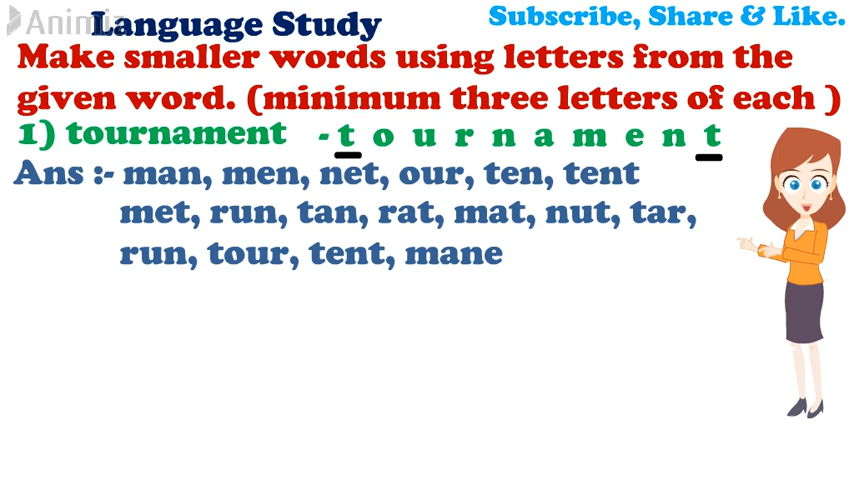 Animiz
Language Study
Subscribe, Share & Like.
Make smaller words using letters from the
given word. (minimum three letters of each )
1) tournament - t o u r n a m e n t
Ans :- man, men, net, our, ten, tent
met, run, tan, rat, mat, nut, tar,
run, tour, tent, mane